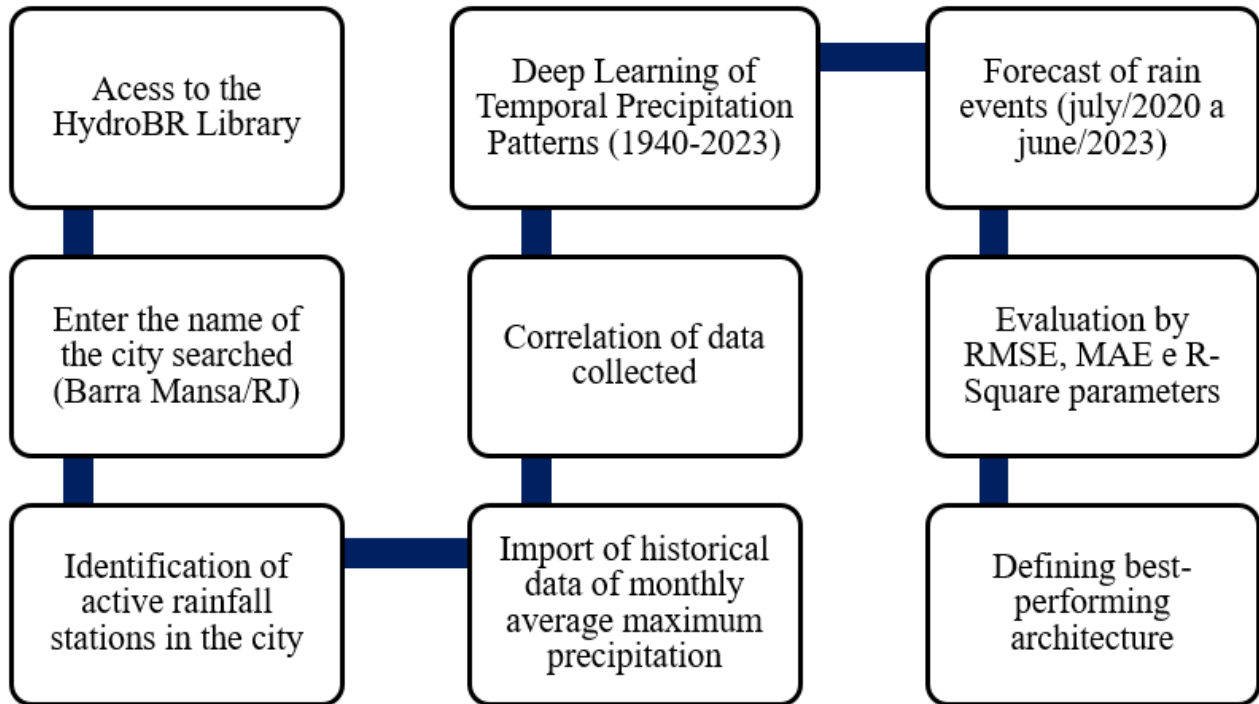 Acess to the
HydroBR Library
Enter the name of
the city searched
(Barra Mansa/RJ)
Identification of
active rainfall
stations in the city
Import of historical
data of monthly
average maximum
precipitation
Correlation of data
collected
Deep Learning of
Temporal Precipitation
Patterns (1940-2023)
Forecast of rain
events (july/2020 a
june/2023)
Evaluation by
RMSE, MAE e R-
Square parameters
Defining best-
performing
architecture